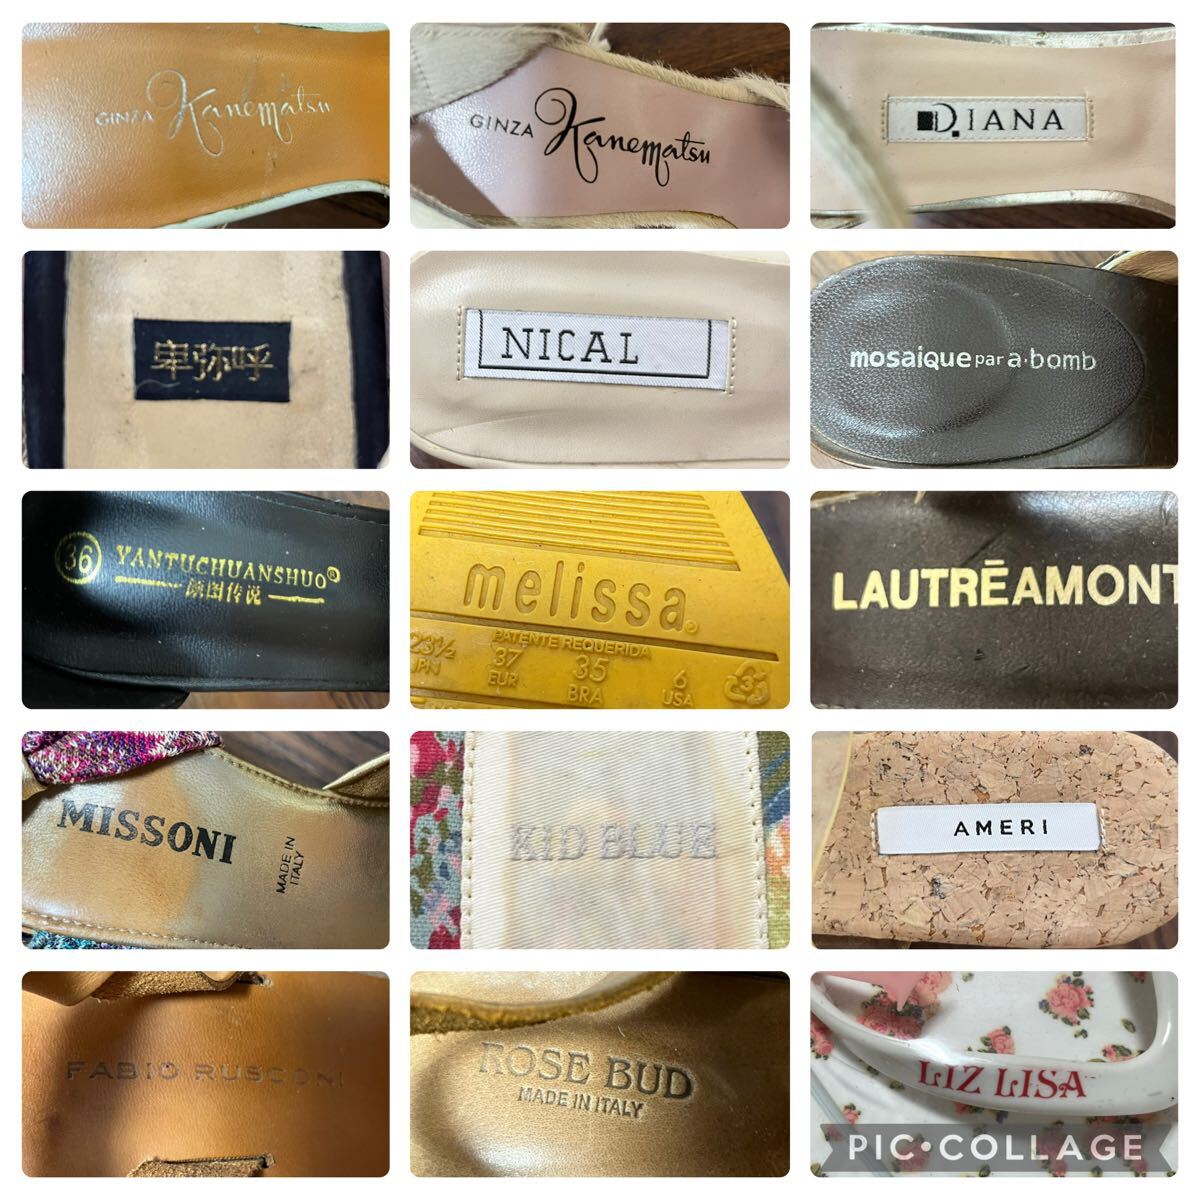 GINZA Kanematsu
GINZA Kanematsu
D.IANA
卑弥呼
NICAL
mosaique par a·bomb
36 YANTUCHUANSHUO®
颜图传说
melissa®
PATENTE REQUERIDA
23½ 37 35 6
JPN EUR BRA USA
LAUTRĒAMONT
MISSONI
MADE IN
ITALY
KID BLUE
AMERI
FABIO RUSCONI
ROSE BUD
MADE IN ITALY
LIZ LISA
PIC•COLLAGE